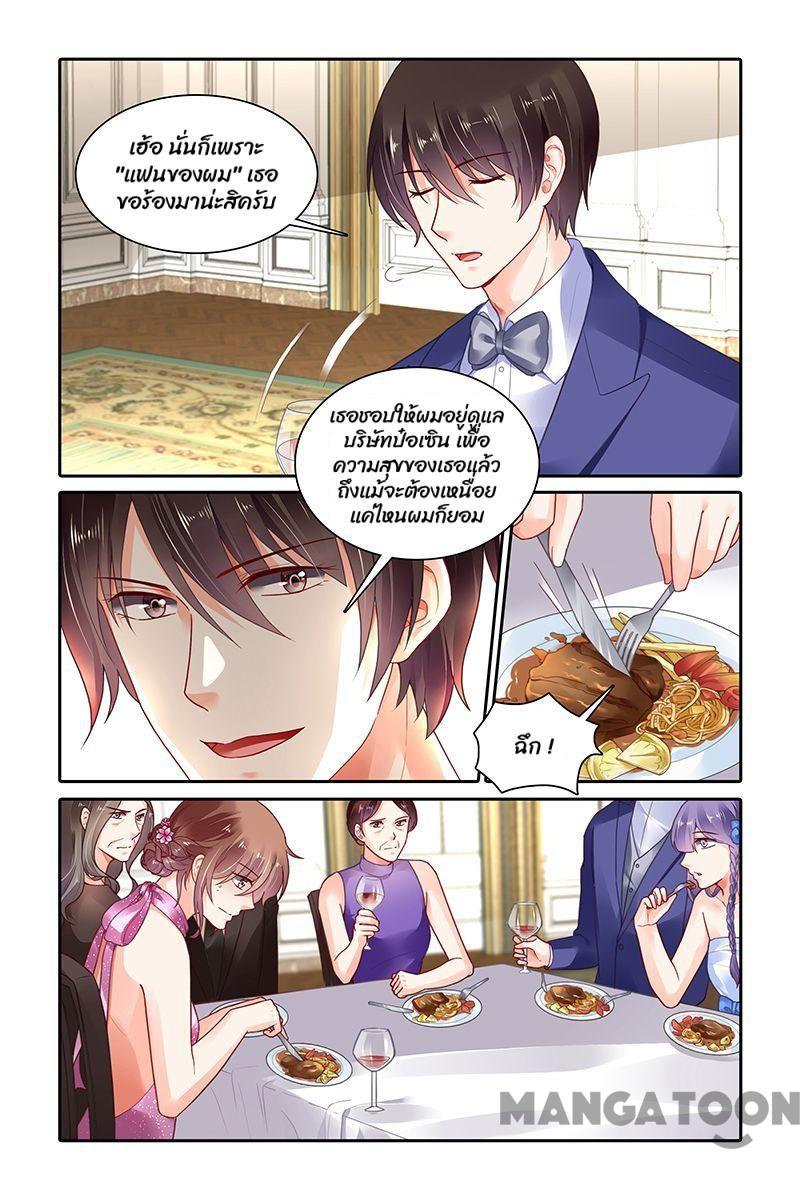 เฮ้อ นั่นก็เพราะ
"แฟนของผม" เธอ
ขอร้องมาน่ะสิครับ
เธอชอบให้ผมอยู่ดูแล
บริษัทป๋อเซิน เพื่อ
ความสุขของเธอแล้ว
ถึงแม้จะต้องเหนื่อย
แค่ไหนผมก็ยอม
ฉึก !
MANGATOON